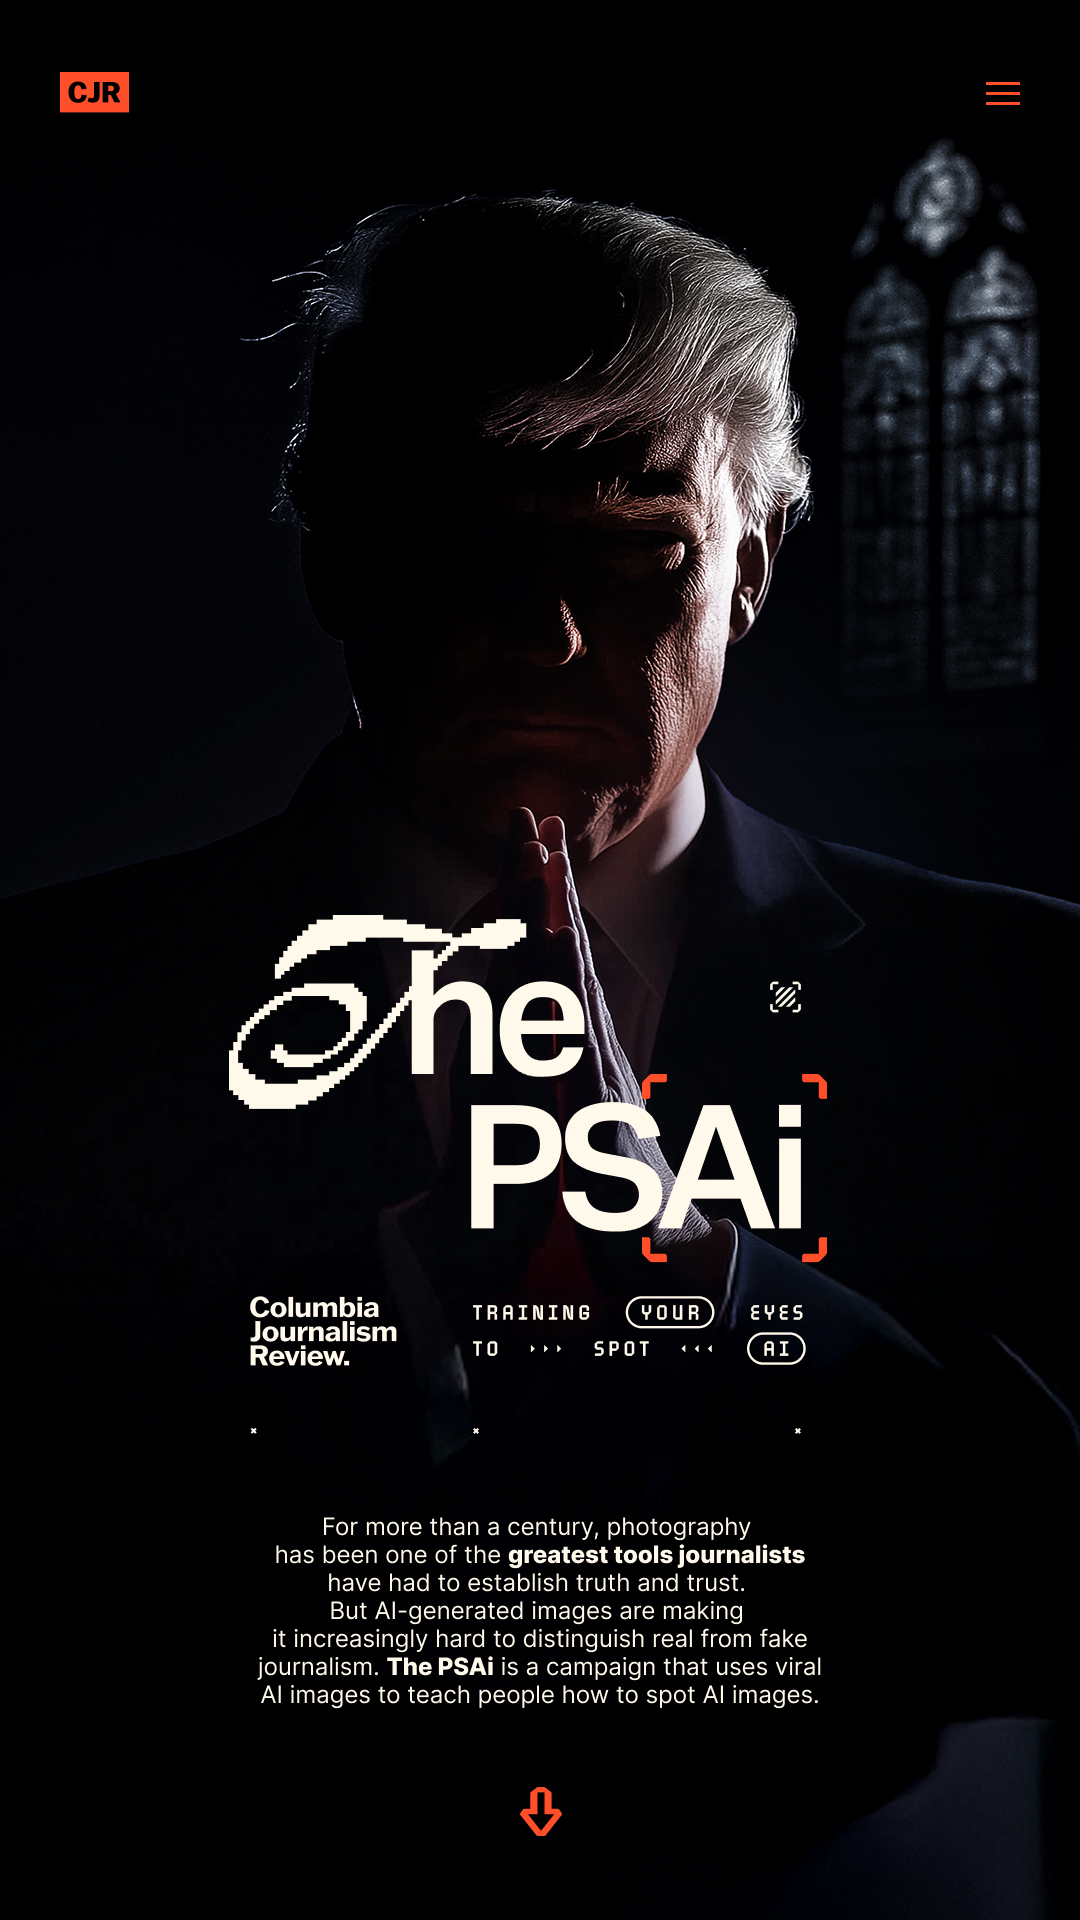 CJR
The
PSAi
Columbia
Journalism
Review.
TRAINING YOUR EYES
TO SPOT AI
For more than a century, photography
has been one of the greatest tools journalists
have had to establish truth and trust.
But AI-generated images are making
it increasingly hard to distinguish real from fake
journalism. The PSAi is a campaign that uses viral
AI images to teach people how to spot AI images.